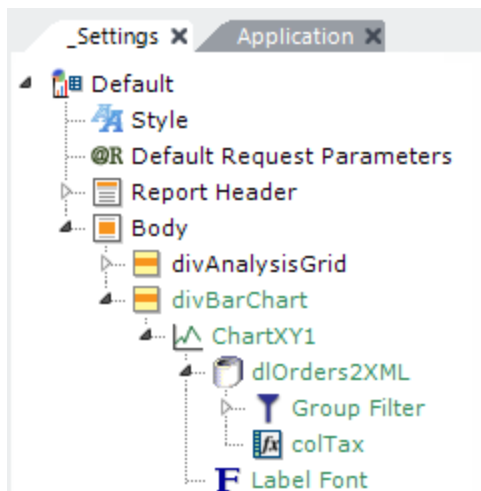 _Settings Application
Default
Style
@R Default Request Parameters
Report Header
Body
divAnalysisGrid
divBarChart
ChartXY1
dlOrders2XML
Group Filter
fx colTax
F Label Font